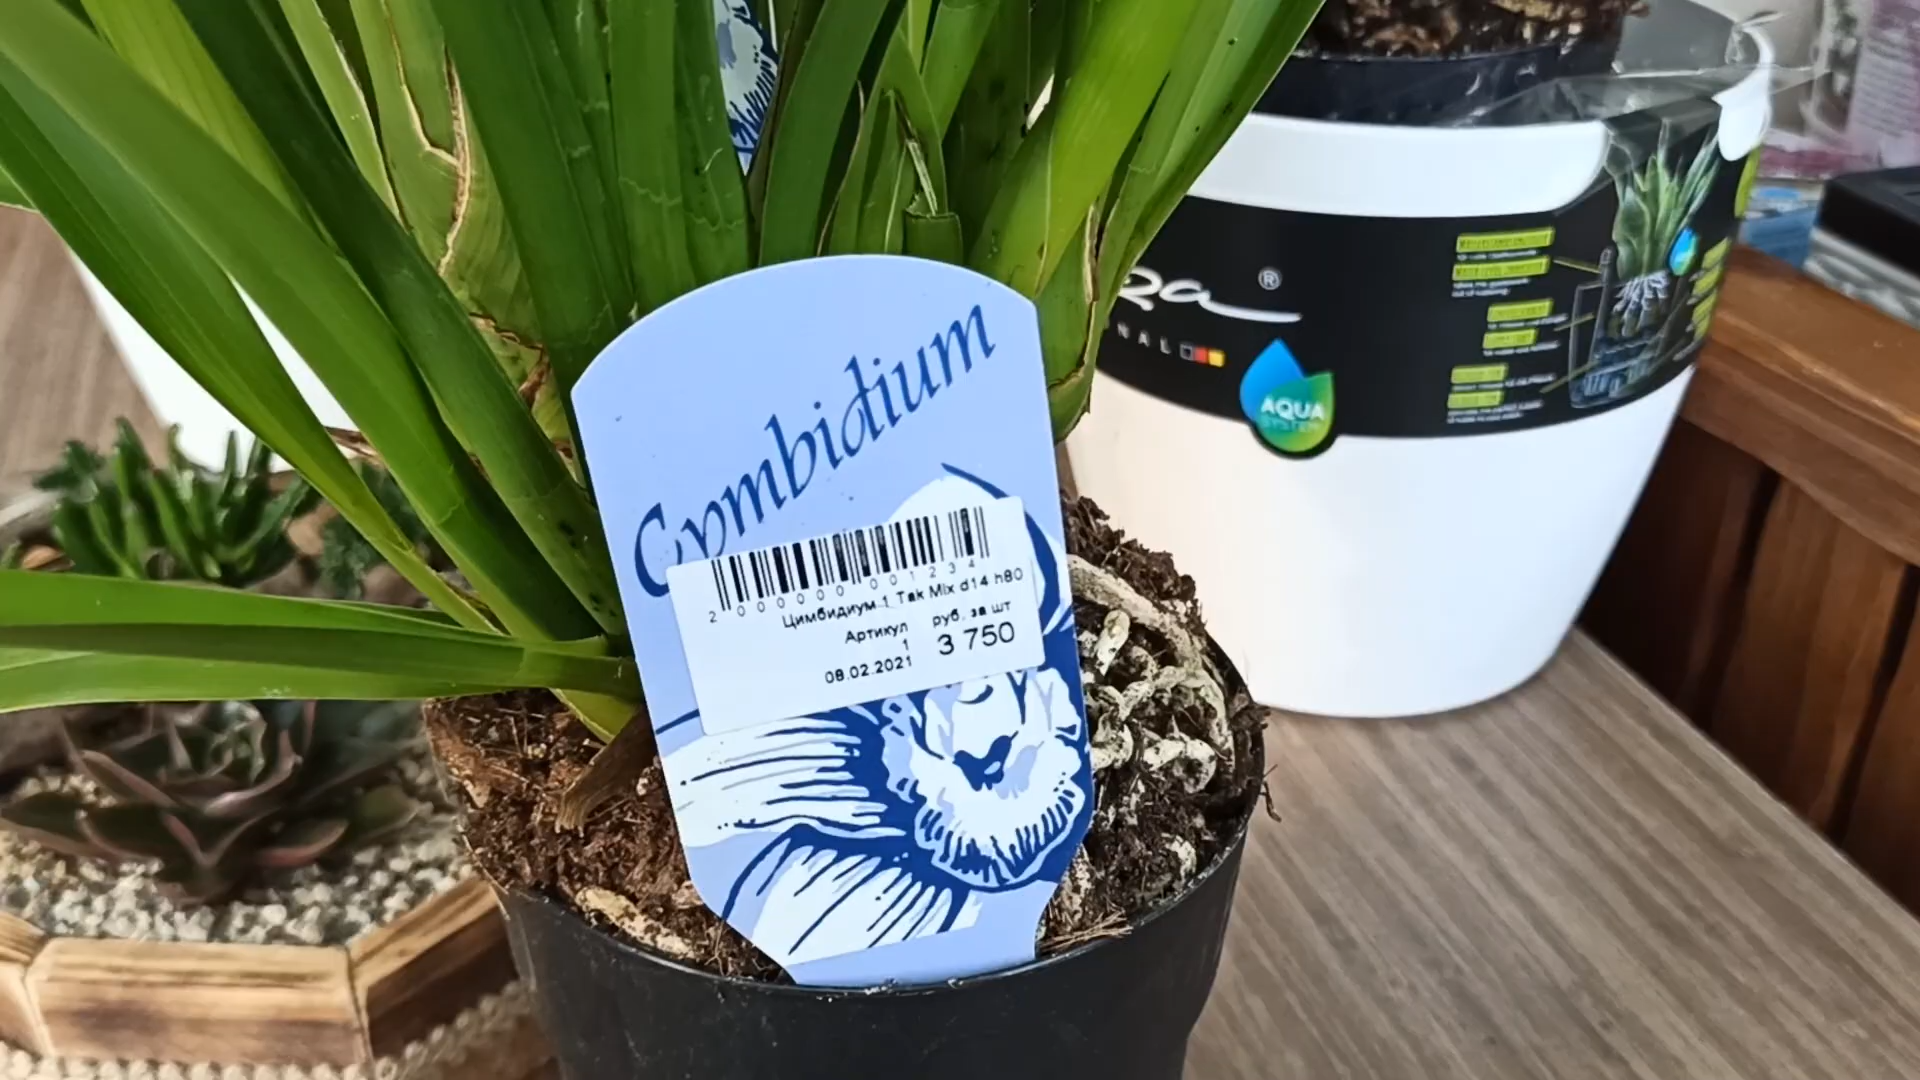 Cymbidium
2 000000 001234
Цимбидиум 1 Tak Mix d14 h80
Артикул
1
08.02.2021
руб. за шт
3 750
®
AQUA
SYSTEM